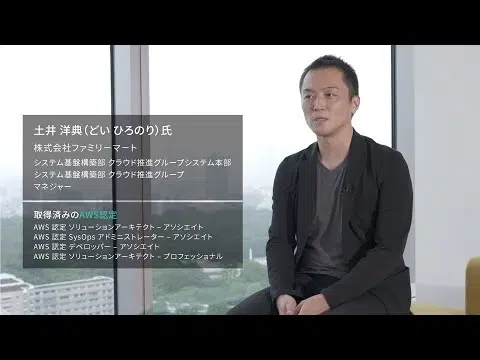 土井 洋典（どい ひろのり）氏
株式会社ファミリーマート
システム基盤構築部 クラウド推進グループシステム本部
システム基盤構築部 クラウド推進グループ
マネジャー
取得済みのAWS認定
AWS 認定 ソリューションアーキテクト – アソシエイト
AWS 認定 SysOps アドミニストレーター – アソシエイト
AWS 認定 デベロッパー – アソシエイト
AWS 認定 ソリューションアーキテクト – プロフェッショナル